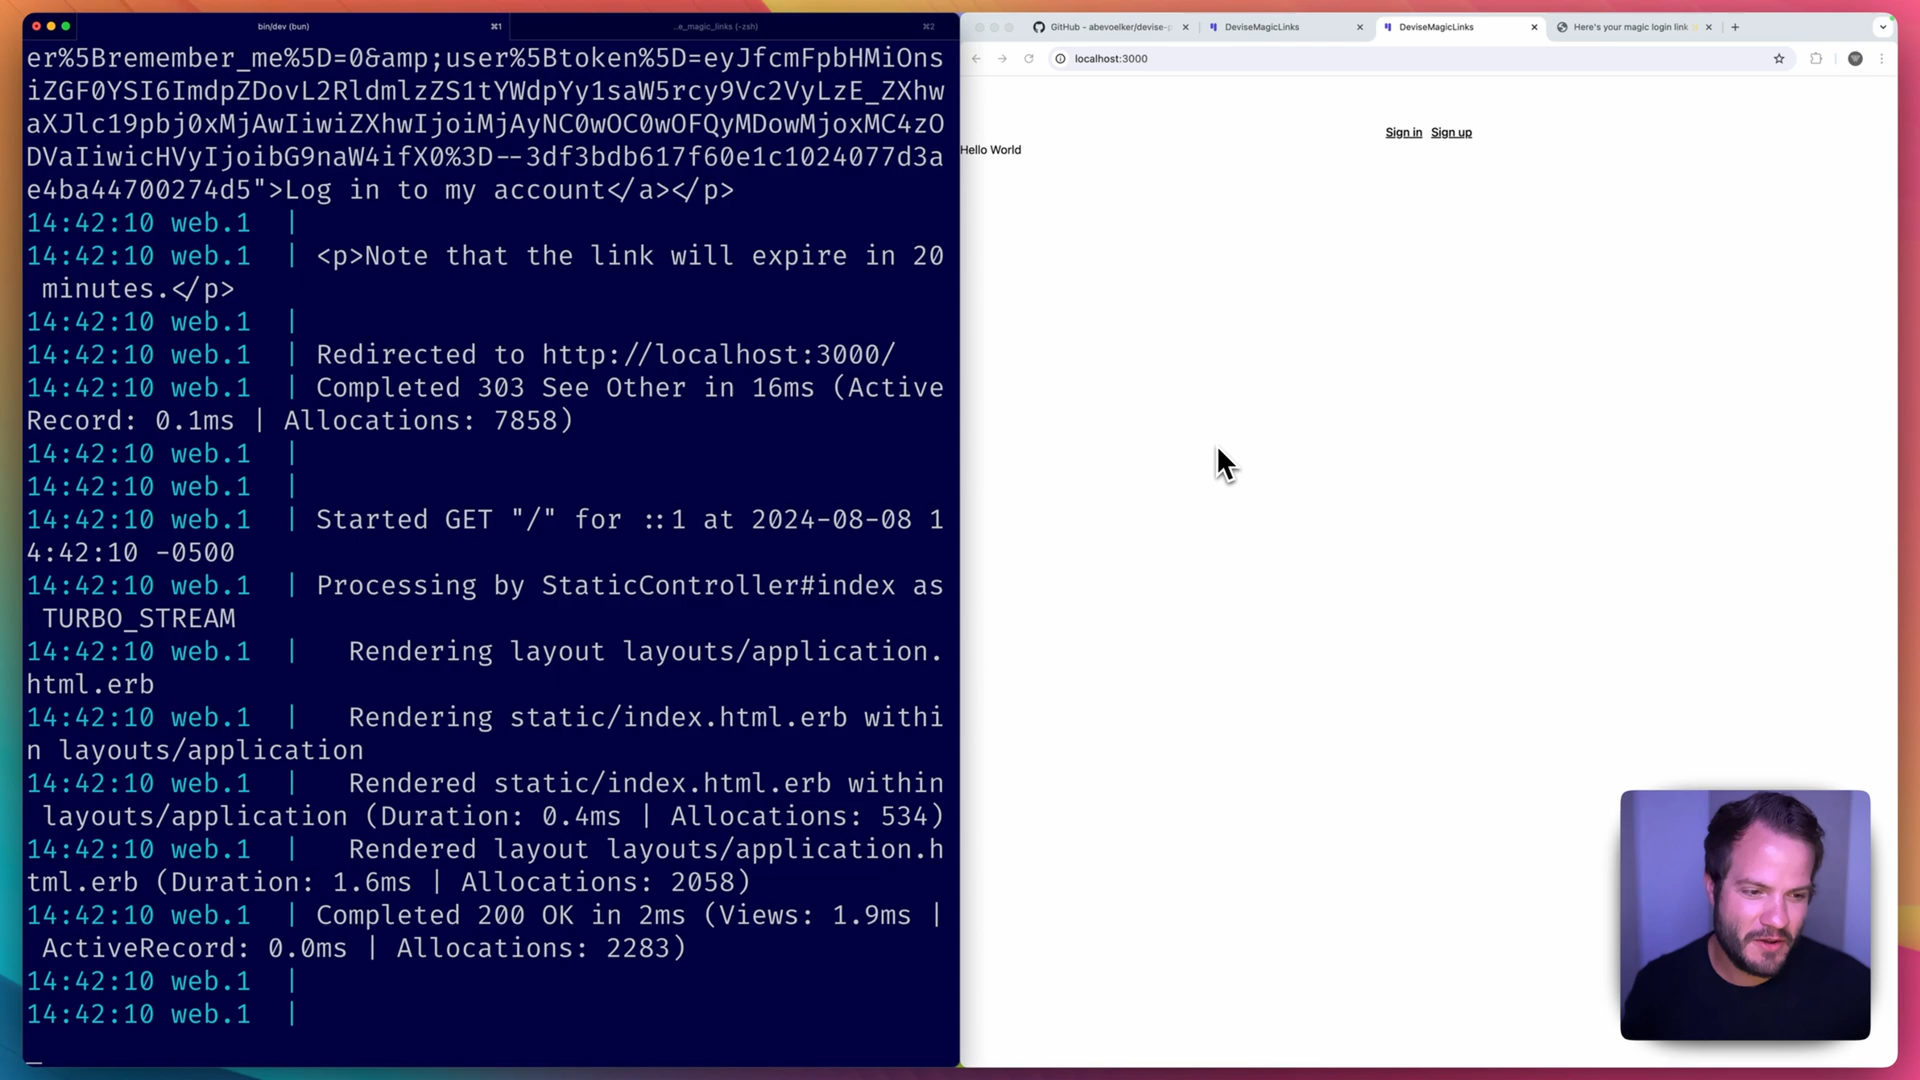 bin/dev (bun)
⌘1
..e_magic_links (-zsh)
⌘2
er%5Bremember_me%5D=0&amp;user%5Btoken%5D=eyJfcmFpbHMiOns
iZGF0YSI6ImdpZDovL2RldmlzZS1tYWdpYy1saW5rcy9Vc2VyLzE_ZXhw
aXJlc19pbj0xMjAwIiwiZXhwIjoiMjAyNC0wOC0wOFQyMDowMjoxMC4zO
DVaIiwicHVyIjoibG9naW4ifX0%3D--3df3bdb617f60e1c1024077d3a
e4ba44700274d5">Log in to my account</a></p>
14:42:10 web.1  |
14:42:10 web.1  | <p>Note that the link will expire in 20
 minutes.</p>
14:42:10 web.1  |
14:42:10 web.1  | Redirected to http://localhost:3000/
14:42:10 web.1  | Completed 303 See Other in 16ms (Active
Record: 0.1ms | Allocations: 7858)
14:42:10 web.1  |
14:42:10 web.1  |
14:42:10 web.1  | Started GET "/" for ::1 at 2024-08-08 1
4:42:10 -0500
14:42:10 web.1  | Processing by StaticController#index as
 TURBO_STREAM
14:42:10 web.1  |   Rendering layout layouts/application.
html.erb
14:42:10 web.1  |   Rendering static/index.html.erb withi
n layouts/application
14:42:10 web.1  |   Rendered static/index.html.erb within
 layouts/application (Duration: 0.4ms | Allocations: 534)
14:42:10 web.1  |   Rendered layout layouts/application.h
tml.erb (Duration: 1.6ms | Allocations: 2058)
14:42:10 web.1  | Completed 200 OK in 2ms (Views: 1.9ms |
 ActiveRecord: 0.0ms | Allocations: 2283)
14:42:10 web.1  |
14:42:10 web.1  |
GitHub - abevoelker/devise-p
DeviseMagicLinks
DeviseMagicLinks
Here's your magic login link
localhost:3000
Sign in Sign up
Hello World